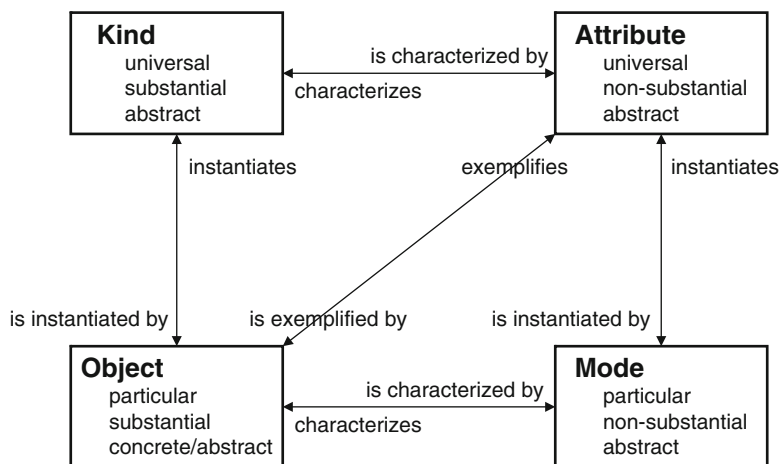 Kind
universal
substantial
abstract
Attribute
universal
non-substantial
abstract
is characterized by
characterizes
instantiates
exemplifies
instantiates
is instantiated by
is exemplified by
is instantiated by
Object
particular
substantial
concrete/abstract
Mode
particular
non-substantial
abstract
is characterized by
characterizes